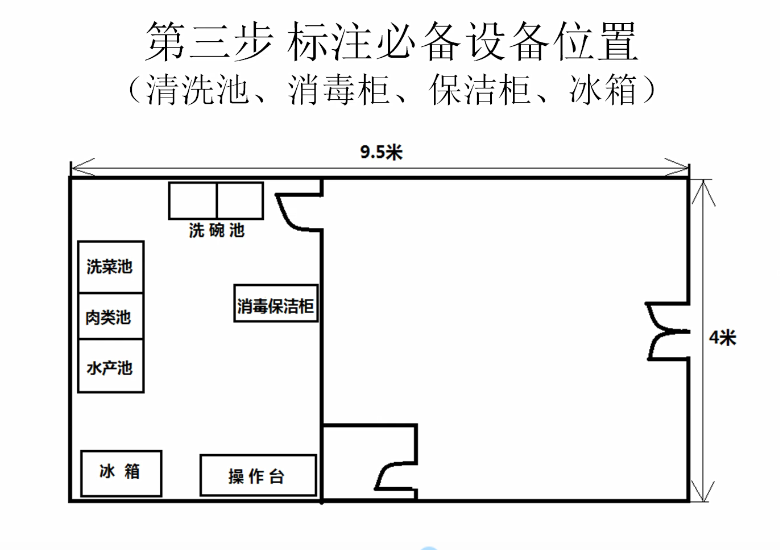 第三步 标注必备设备位置
（清洗池、消毒柜、保洁柜、冰箱）
9.5米
洗碗池
洗菜池
消毒保洁柜
肉类池
4米
水产池
冰 箱
操作台